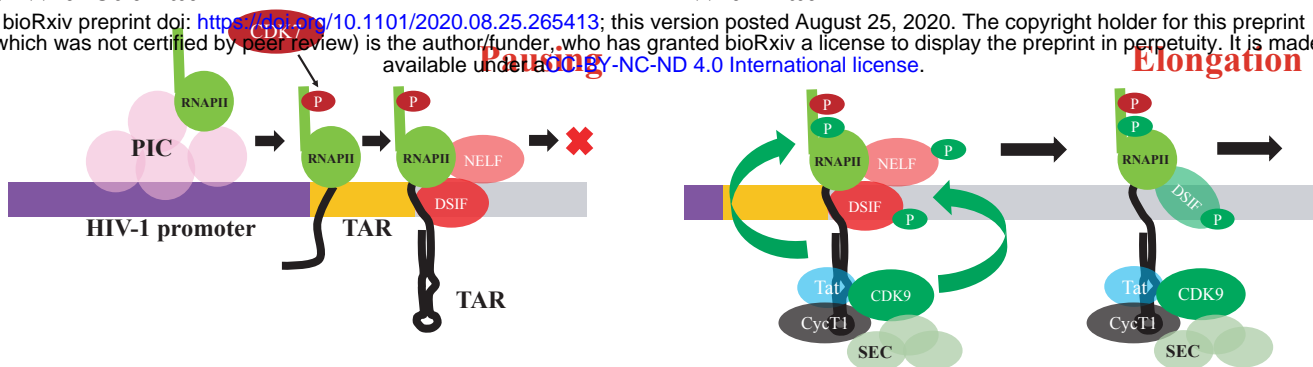 bioRxiv preprint doi: https://doi.org/10.1101/2020.08.25.265413; this version posted August 25, 2020. The copyright holder for this preprint
which was not certified by peer review) is the author/funder, who has granted bioRxiv a license to display the preprint in perpetuity. It is made
available under aCC-BY-NC-ND 4.0 International license.
CDK7
Pausing
Elongation
RNAPII
PIC
P
RNAPII
P
RNAPII
NELF
DSIF
HIV-1 promoter
TAR
TAR
P
P
RNAPII
NELF
P
DSIF
P
Tat
CDK9
CycT1
SEC
P
P
RNAPII
DSIF
P
Tat
CDK9
CycT1
SEC